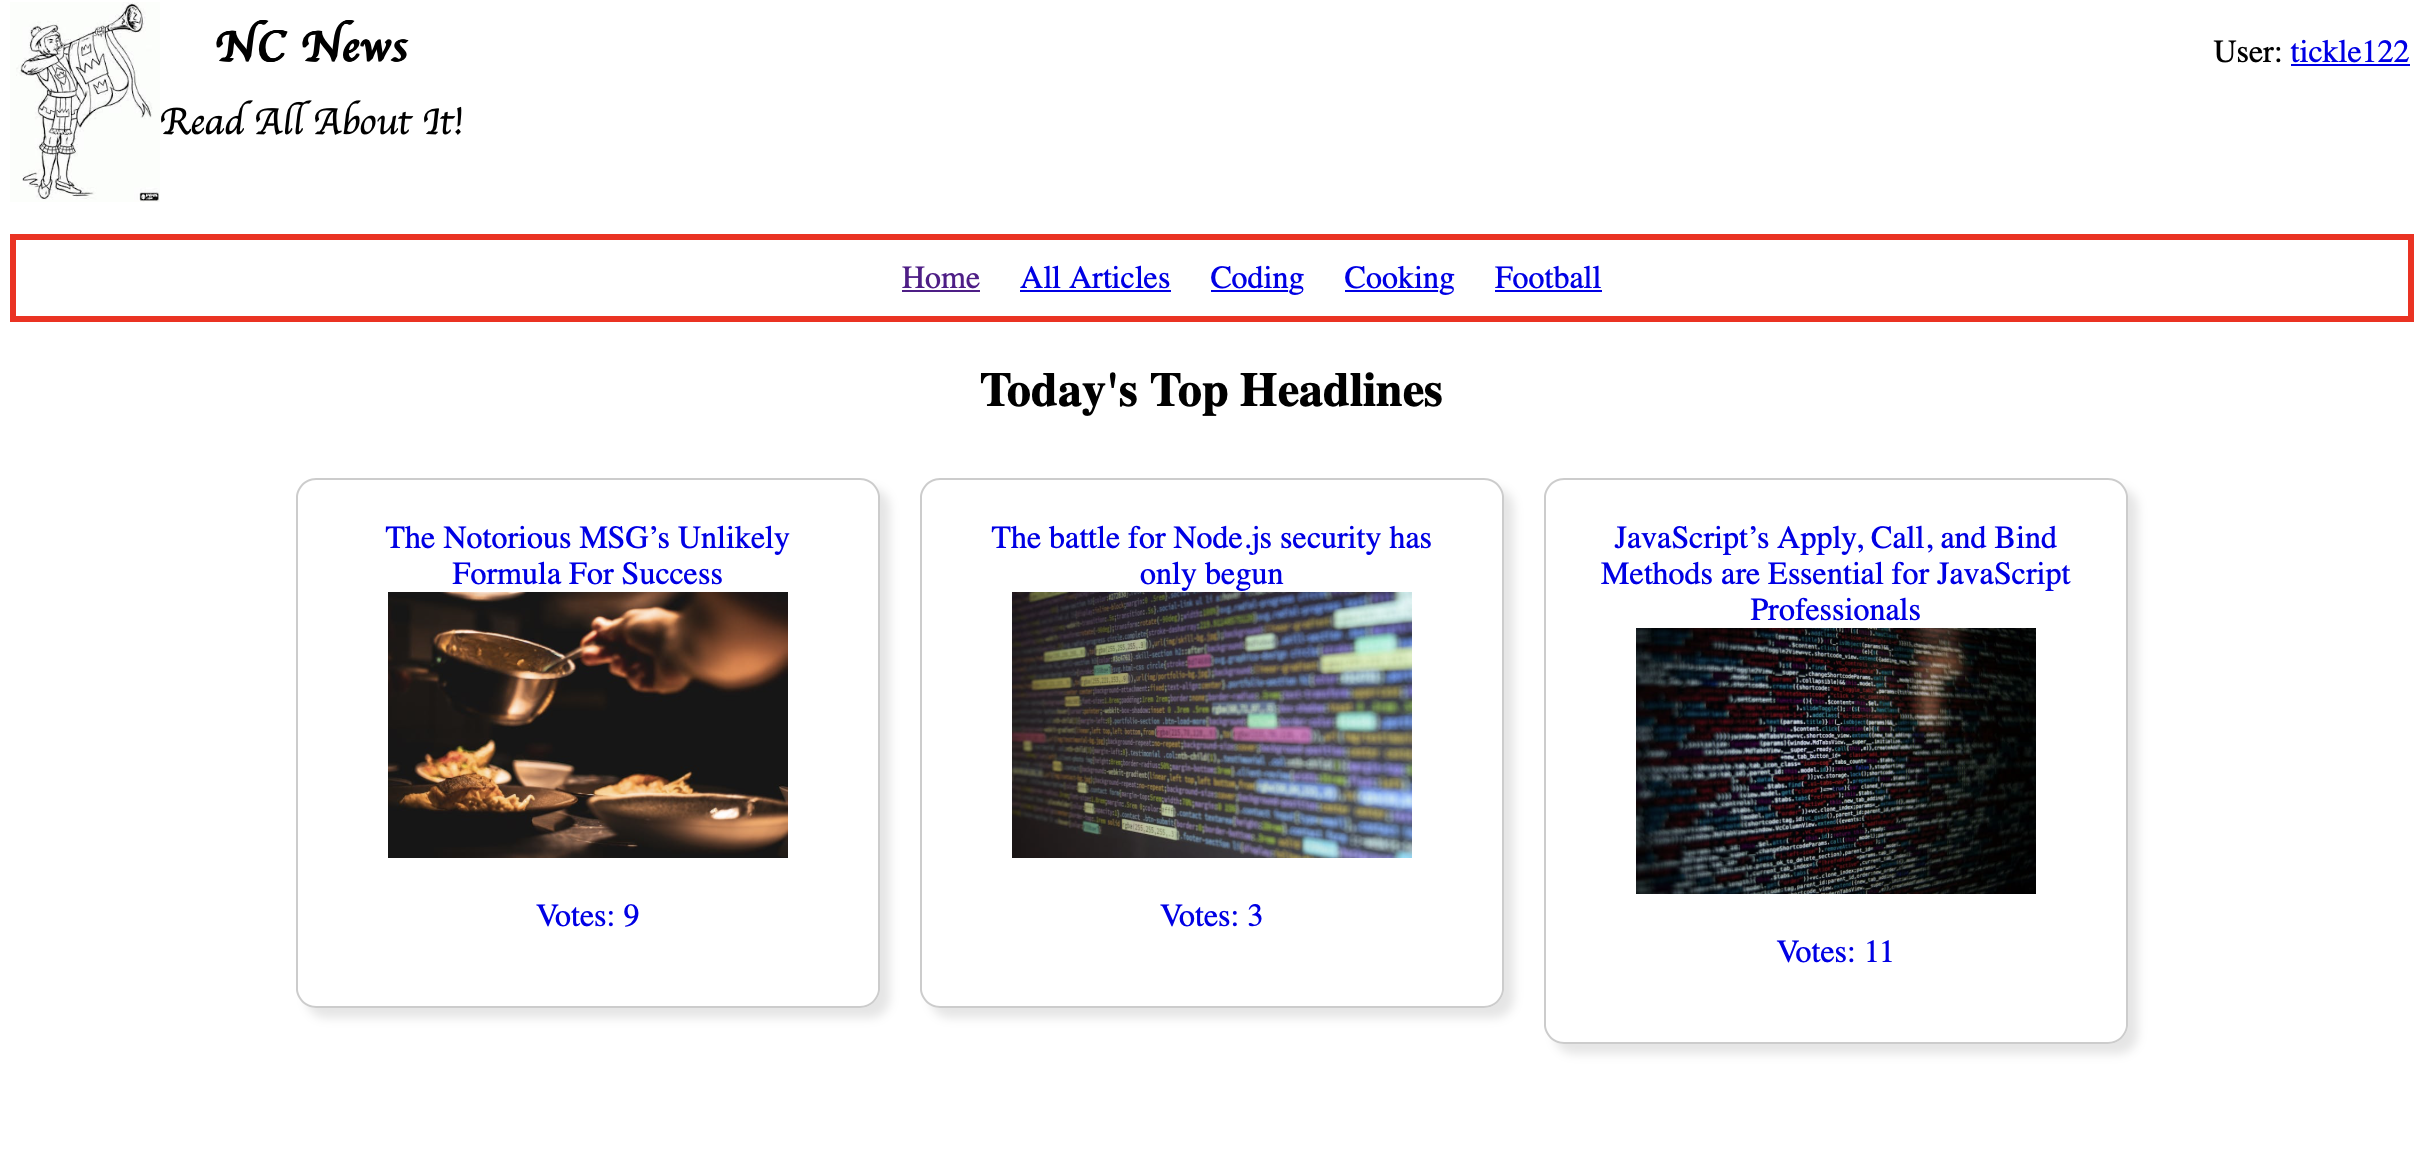 NC News
Read All About It!
User: tickle122
Home All Articles Coding Cooking Football
Today's Top Headlines
The Notorious MSG’s Unlikely
Formula For Success
Votes: 9
The battle for Node.js security has
only begun
Votes: 3
JavaScript’s Apply, Call, and Bind
Methods are Essential for JavaScript
Professionals
Votes: 11